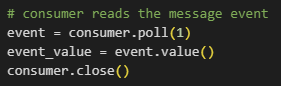 # consumer reads the message event
event = consumer.poll(1)
event_value = event.value()
consumer.close()